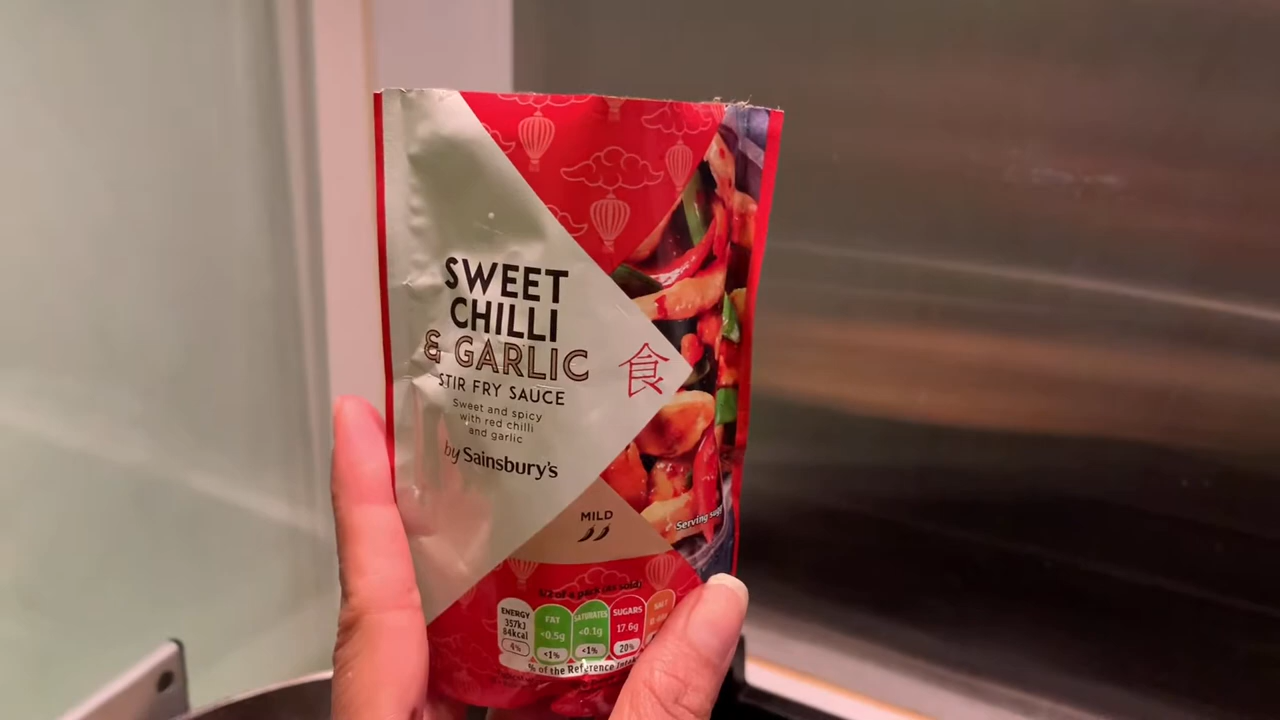 SWEET
CHILLI
& GARLIC
STIR FRY SAUCE
Sweet and spicy
with red chilli
and garlic
by Sainsbury's
食
MILD
Serving
ENERGY
357kJ
84kcal
4%
FAT
<0.5g
<1%
SATURATES
<0.1g
<1%
SUGARS
17.6g
20%
SALT
% of the Reference